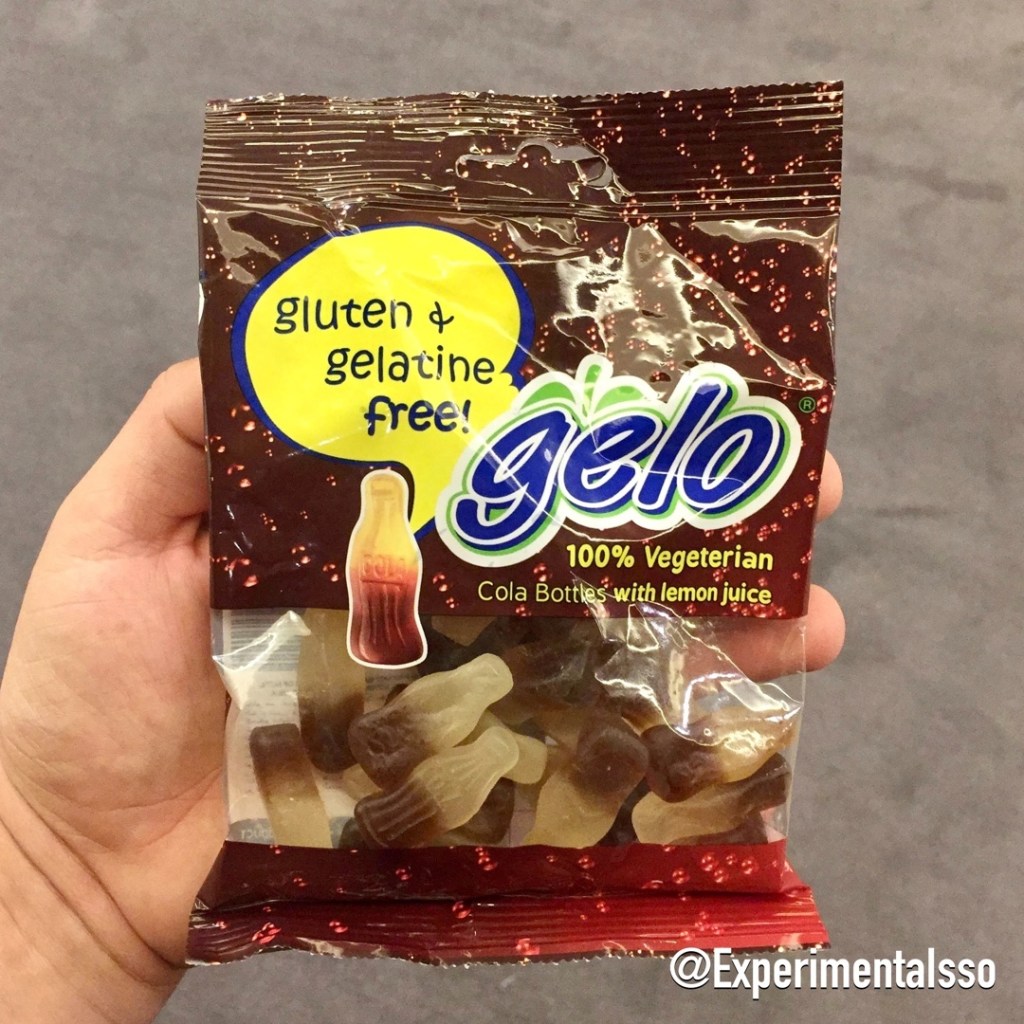 gluten &
gelatine
free!
gelo®
100% Vegeterian
Cola Bottles with lemon juice
COLA
@Experimentalsso